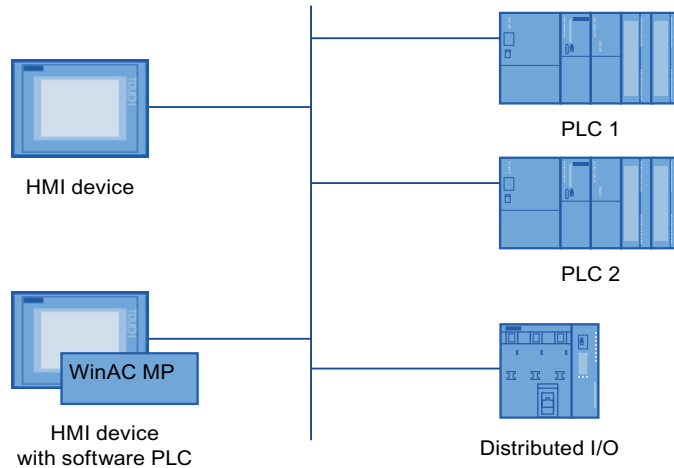 PLC 1
HMI device
PLC 2
WinAC MP
HMI device
with software PLC
Distributed I/O